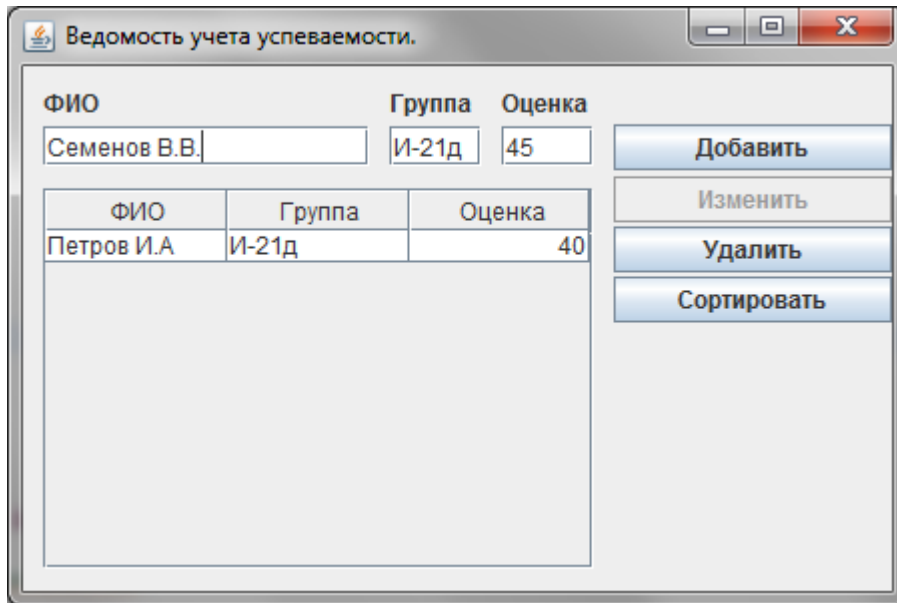 Ведомость учета успеваемости.
ФИО Группа Оценка
Семенов В.В. И-21д 45 Добавить
Изменить
ФИО Группа Оценка
Петров И.А И-21д 40
Удалить
Сортировать